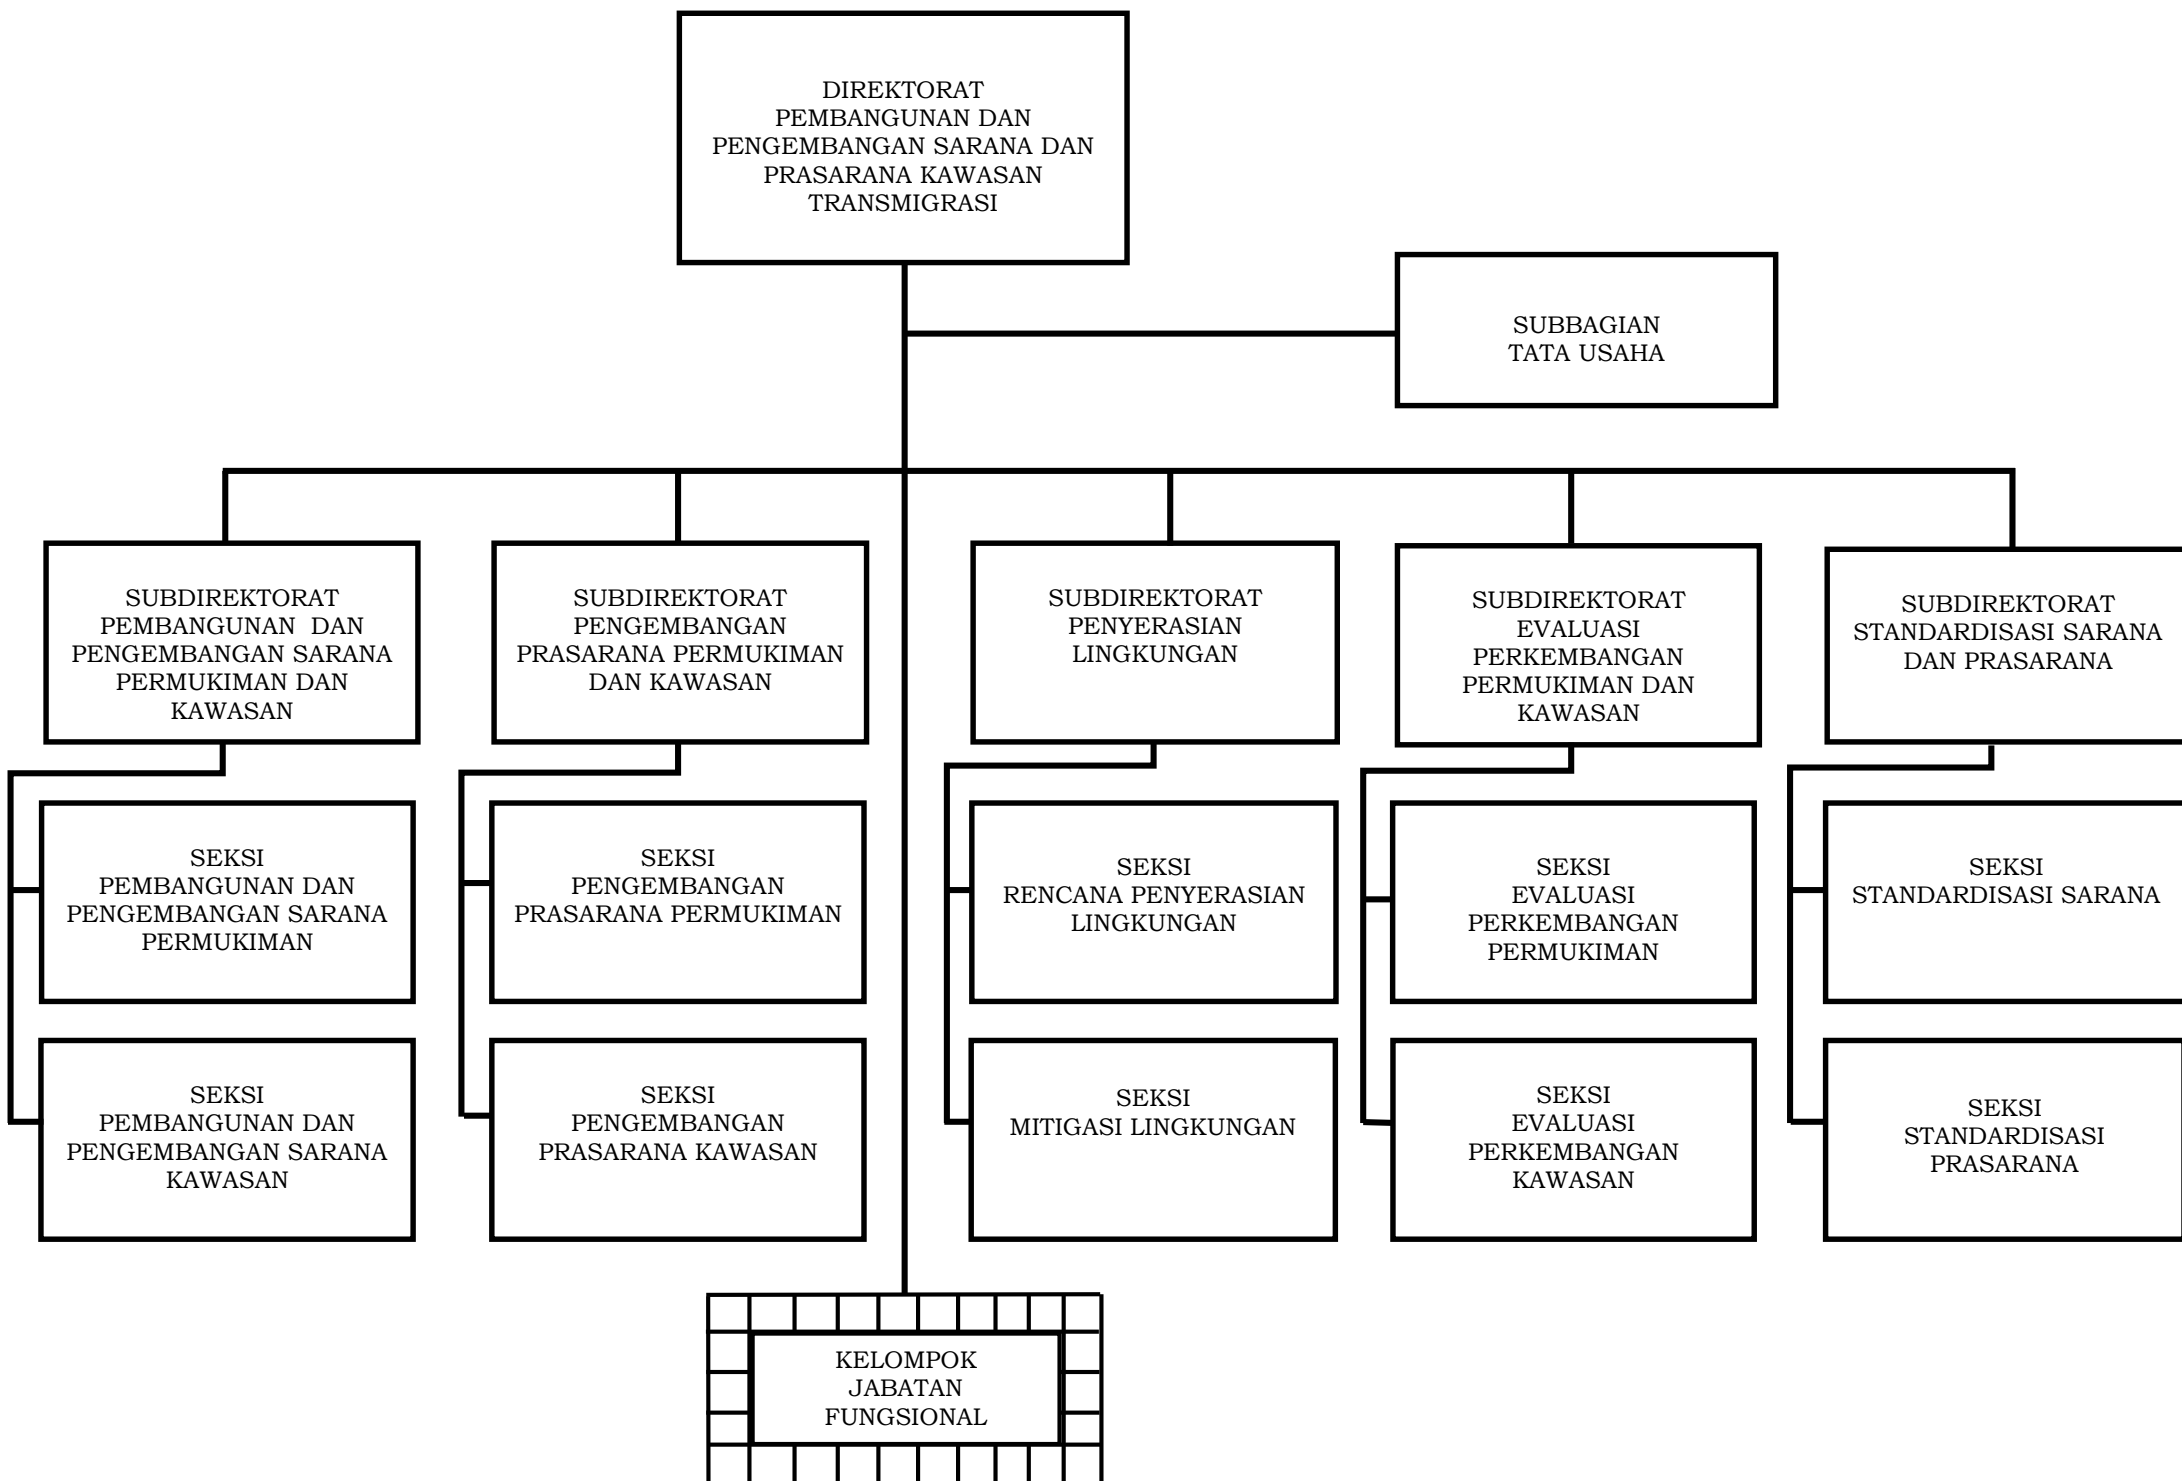 DIREKTORAT
PEMBANGUNAN DAN
PENGEMBANGAN SARANA DAN
PRASARANA KAWASAN
TRANSMIGRASI
SUBBAGIAN
TATA USAHA
SUBDIREKTORAT
PEMBANGUNAN  DAN
PENGEMBANGAN SARANA
PERMUKIMAN DAN
KAWASAN
SUBDIREKTORAT
PENGEMBANGAN
PRASARANA PERMUKIMAN
DAN KAWASAN
SUBDIREKTORAT
PENYERASIAN
LINGKUNGAN
SUBDIREKTORAT
EVALUASI
PERKEMBANGAN
PERMUKIMAN DAN
KAWASAN
SUBDIREKTORAT
STANDARDISASI SARANA
DAN PRASARANA
SEKSI
PEMBANGUNAN DAN
PENGEMBANGAN SARANA
PERMUKIMAN
SEKSI
PENGEMBANGAN
PRASARANA PERMUKIMAN
SEKSI
RENCANA PENYERASIAN
LINGKUNGAN
SEKSI
EVALUASI
PERKEMBANGAN
PERMUKIMAN
SEKSI
STANDARDISASI SARANA
SEKSI
PEMBANGUNAN DAN
PENGEMBANGAN SARANA
KAWASAN
SEKSI
PENGEMBANGAN
PRASARANA KAWASAN
SEKSI
MITIGASI LINGKUNGAN
SEKSI
EVALUASI
PERKEMBANGAN
KAWASAN
SEKSI
STANDARDISASI
PRASARANA
KELOMPOK
JABATAN
FUNGSIONAL